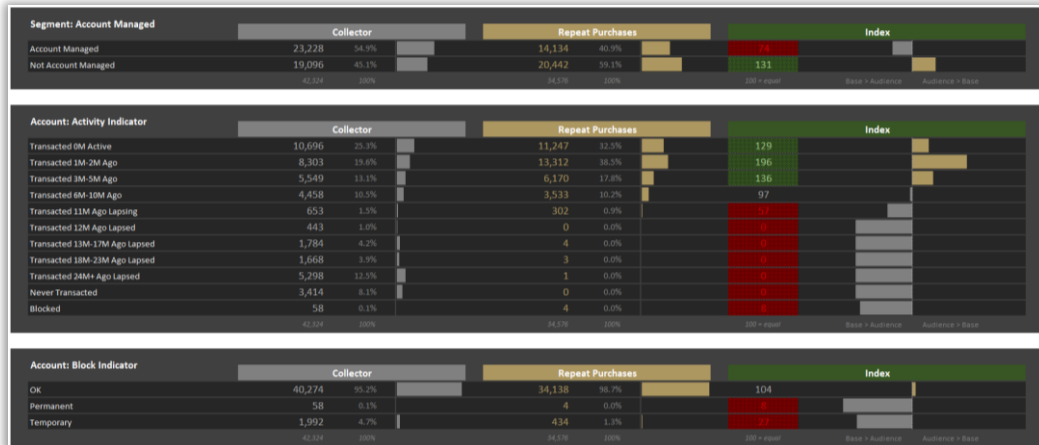 Segment: Account Managed
Collector Repeat Purchases Index
Account Managed 23,228 54.9% 14,134 40.9% 74
Not Account Managed 19,096 45.1% 20,442 59.1% 131
42,324 100% 34,576 100% 100 = equal Base > Audience Audience > Base
Account: Activity Indicator
Collector Repeat Purchases Index
Transacted 0M Active 10,696 25.3% 11,247 32.5% 129
Transacted 1M-2M Ago 8,303 19.6% 13,312 38.5% 196
Transacted 3M-5M Ago 5,549 13.1% 6,170 17.8% 136
Transacted 6M-10M Ago 4,458 10.5% 3,533 10.2% 97
Transacted 11M Ago Lapsing 653 1.5% 302 0.9% 57
Transacted 12M Ago Lapsed 443 1.0% 0 0.0% 0
Transacted 13M-17M Ago Lapsed 1,784 4.2% 4 0.0% 0
Transacted 18M-23M Ago Lapsed 1,668 3.9% 3 0.0% 0
Transacted 24M+ Ago Lapsed 5,298 12.5% 1 0.0% 0
Never Transacted 3,414 8.1% 0 0.0% 0
Blocked 58 0.1% 4 0.0% 8
42,324 100% 34,576 100% 100 = equal Base > Audience Audience > Base
Account: Block Indicator
Collector Repeat Purchases Index
OK 40,274 95.2% 34,138 98.7% 104
Permanent 58 0.1% 4 0.0% 8
Temporary 1,992 4.7% 434 1.3% 27
42,324 100% 34,576 100% 100 = equal Base > Audience Audience > Base